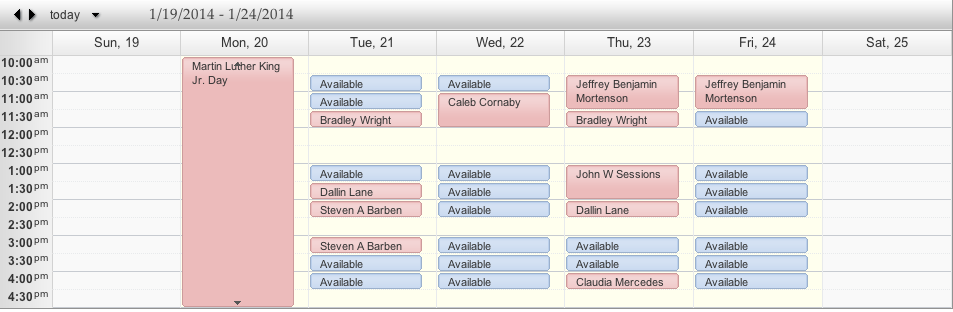 today 1/19/2014 - 1/24/2014
Sun, 19 Mon, 20 Tue, 21 Wed, 22 Thu, 23 Fri, 24 Sat, 25
10:00am
Martin Luther King
Jr. Day
10:30am
Available Available Jeffrey Benjamin Jeffrey Benjamin
Mortenson Mortenson
11:00am
Available Caleb Cornaby
11:30am
Bradley Wright Bradley Wright Available
12:00pm
12:30pm
1:00pm
Available Available John W Sessions Available
1:30pm
Dallin Lane Available Available
2:00pm
Steven A Barben Available Dallin Lane Available
2:30pm
3:00pm
Steven A Barben Available Available Available
3:30pm
Available Available Available Available
4:00pm
Available Available Claudia Mercedes Available
4:30pm